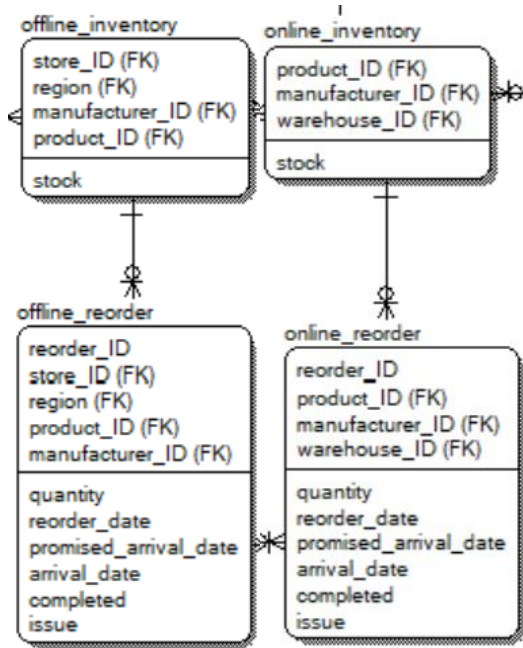 offline_inventory
store_ID (FK)
region (FK)
manufacturer_ID (FK)
product_ID (FK)
stock
online_inventory
product_ID (FK)
manufacturer_ID (FK)
warehouse_ID (FK)
stock
offline_reorder
reorder_ID
store_ID (FK)
region (FK)
product_ID (FK)
manufacturer_ID (FK)
quantity
reorder_date
promised_arrival_date
arrival_date
completed
issue
online_reorder
reorder_ID
product_ID (FK)
manufacturer_ID (FK)
warehouse_ID (FK)
quantity
reorder_date
promised_arrival_date
arrival_date
completed
issue